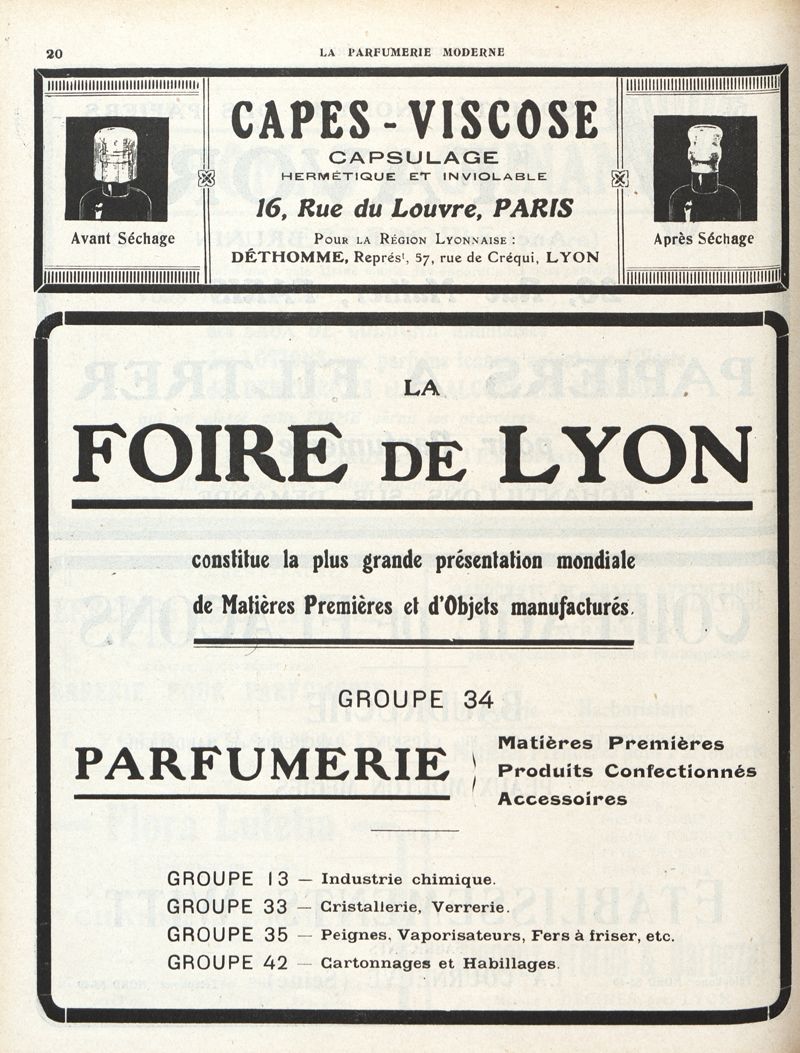 20
LA PARFUMERIE MODERNE
CAPES-VISCOSE
CAPSULAGE
HERMÉTIQUE ET INVIOLABLE
16, Rue du Louvre, PARIS
POUR LA RÉGION LYONNAISE :
DÉTHOMME, Représt, 57, rue de Créqui, LYON
Avant Séchage
Après Séchage
LA
FOIRE DE LYON
constitue la plus grande présentation mondiale
de Matières Premières et d'Objets manufacturés.
GROUPE 34
PARFUMERIE
Matières Premières
Produits Confectionnés
Accessoires
GROUPE 13 — Industrie chimique.
GROUPE 33 — Cristallerie, Verrerie.
GROUPE 35 — Peignes, Vaporisateurs, Fers à friser, etc.
GROUPE 42 — Cartonnages et Habillages.